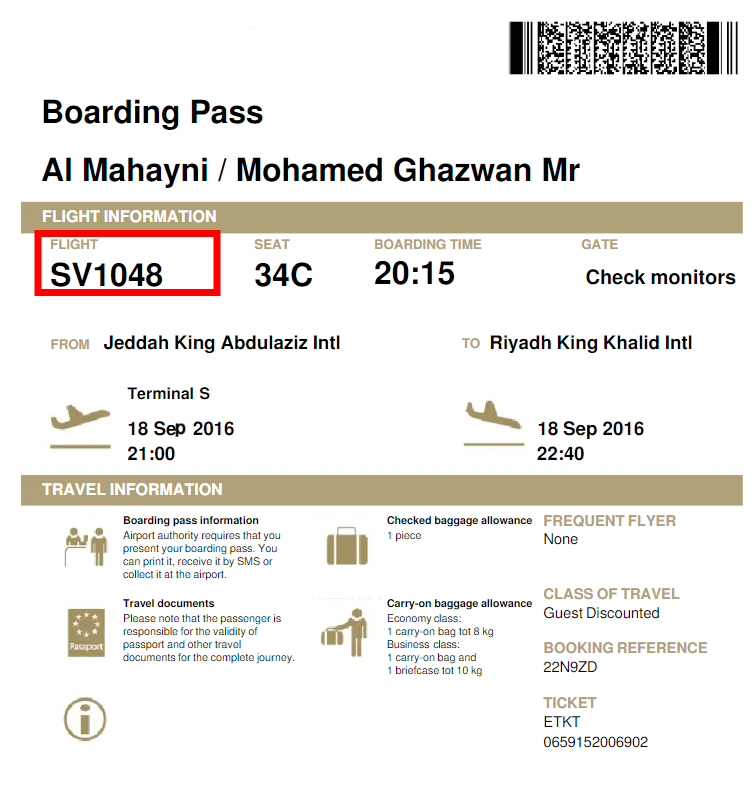 Boarding Pass
Al Mahayni / Mohamed Ghazwan Mr
FLIGHT INFORMATION
FLIGHT SEAT BOARDING TIME GATE
SV1048 34C 20:15 Check monitors
FROM Jeddah King Abdulaziz Intl TO Riyadh King Khalid Intl
Terminal S
18 Sep 2016 18 Sep 2016
21:00 22:40
TRAVEL INFORMATION
Boarding pass information
Airport authority requires that you
present your boarding pass. You
can print it, receive it by SMS or
collect it at the airport.
Checked baggage allowance
1 piece
FREQUENT FLYER
None
Passport
Travel documents
Please note that the passenger is
responsible for the validity of
passport and other travel
documents for the complete journey.
Carry-on baggage allowance
Economy class:
1 carry-on bag tot 8 kg
Business class:
1 carry-on bag and
1 briefcase tot 10 kg
CLASS OF TRAVEL
Guest Discounted
BOOKING REFERENCE
22N9ZD
TICKET
ETKT
0659152006902